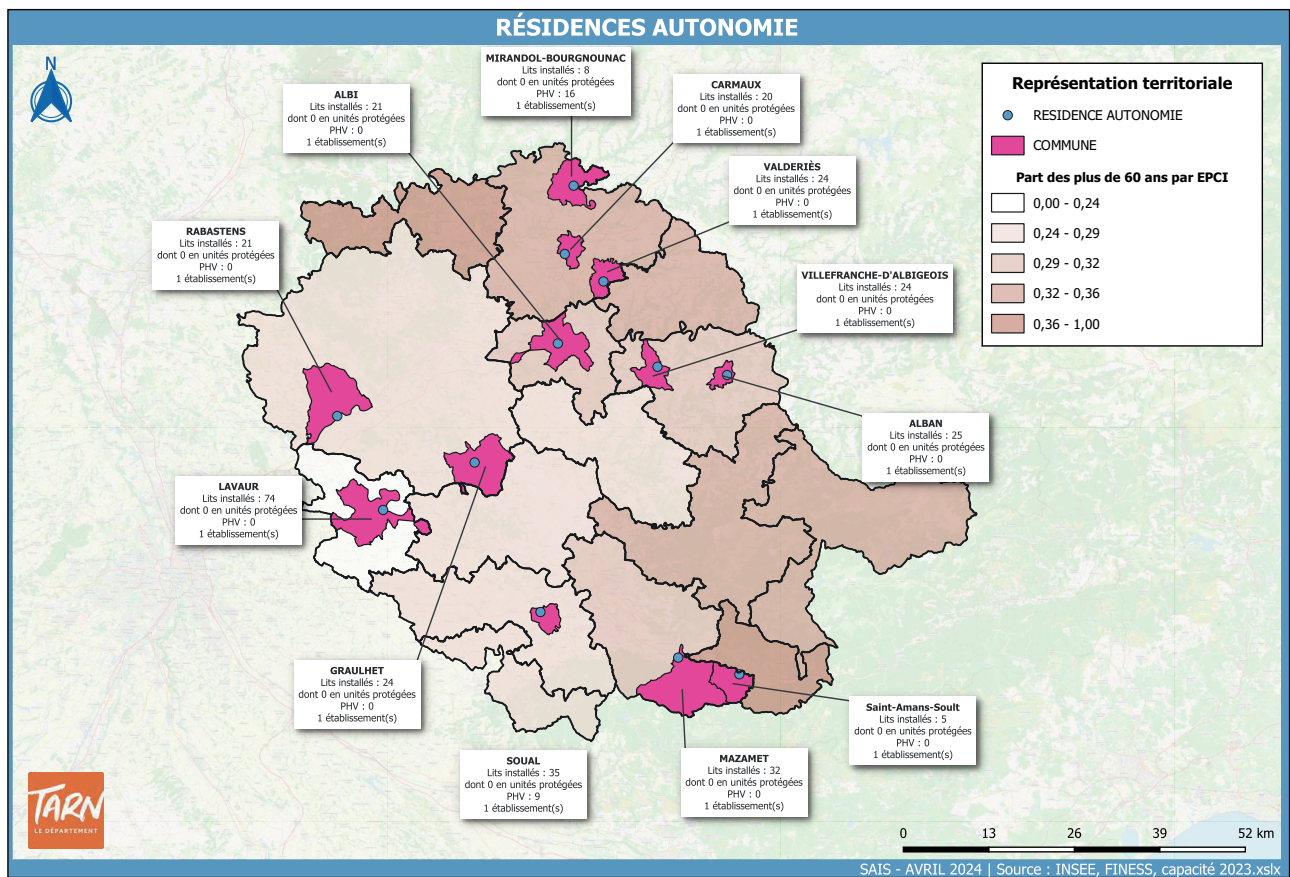 RÉSIDENCES AUTONOMIE
N
MIRANDOL-BOURGNOUNAC
Lits installés : 8
dont 0 en unités protégées
PHV : 16
1 établissement(s)
ALBI
Lits installés : 21
dont 0 en unités protégées
PHV : 0
1 établissement(s)
CARMAUX
Lits installés : 20
dont 0 en unités protégées
PHV : 0
1 établissement(s)
VALDERIÈS
Lits installés : 24
dont 0 en unités protégées
PHV : 0
1 établissement(s)
RABASTENS
Lits installés : 21
dont 0 en unités protégées
PHV : 0
1 établissement(s)
VILLEFRANCHE-D'ALBIGEOIS
Lits installés : 24
dont 0 en unités protégées
PHV : 0
1 établissement(s)
ALBAN
Lits installés : 25
dont 0 en unités protégées
PHV : 0
1 établissement(s)
LAVAUR
Lits installés : 74
dont 0 en unités protégées
PHV : 0
1 établissement(s)
GRAULHET
Lits installés : 24
dont 0 en unités protégées
PHV : 0
1 établissement(s)
Saint-Amans-Soult
Lits installés : 5
dont 0 en unités protégées
PHV : 0
1 établissement(s)
SOUAL
Lits installés : 35
dont 0 en unités protégées
PHV : 9
1 établissement(s)
MAZAMET
Lits installés : 32
dont 0 en unités protégées
PHV : 0
1 établissement(s)
Représentation territoriale
RESIDENCE AUTONOMIE
COMMUNE
Part des plus de 60 ans par EPCI
0,00 - 0,24
0,24 - 0,29
0,29 - 0,32
0,32 - 0,36
0,36 - 1,00
TARN
LE DÉPARTEMENT
0 13 26 39 52 km
SAIS - AVRIL 2024 | Source : INSEE, FINESS, capacité 2023.xslx